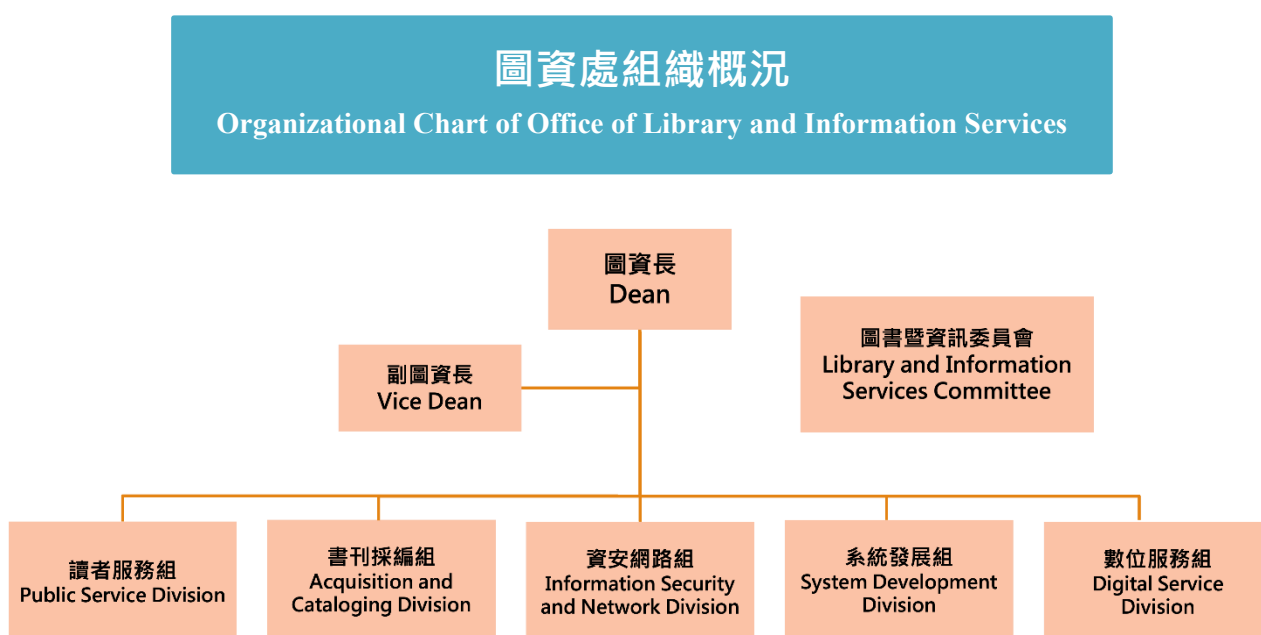 圖資處組織概況
Organizational Chart of Office of Library and Information Services
圖資長
Dean
副圖資長
Vice Dean
圖書暨資訊委員會
Library and Information
Services Committee
讀者服務組
Public Service Division
書刊採編組
Acquisition and
Cataloging Division
資安網路組
Information Security
and Network Division
系統發展組
System Development
Division
數位服務組
Digital Service
Division